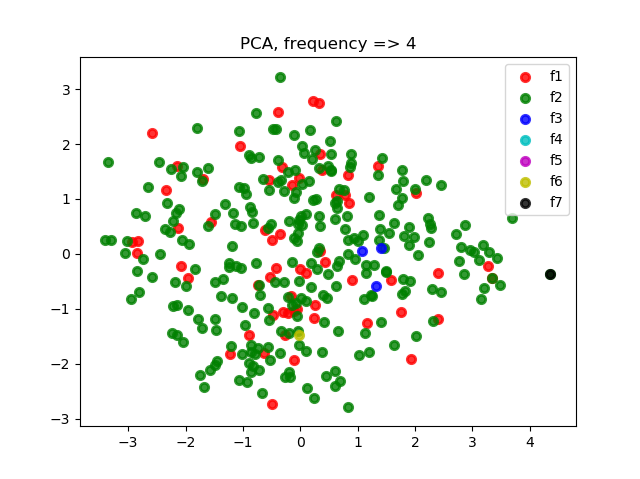 PCA, frequency => 4
f1
f2
f3
f4
f5
f6
f7
3
2
1
0
−1
−2
−3
−3
−2
−1
0
1
2
3
4